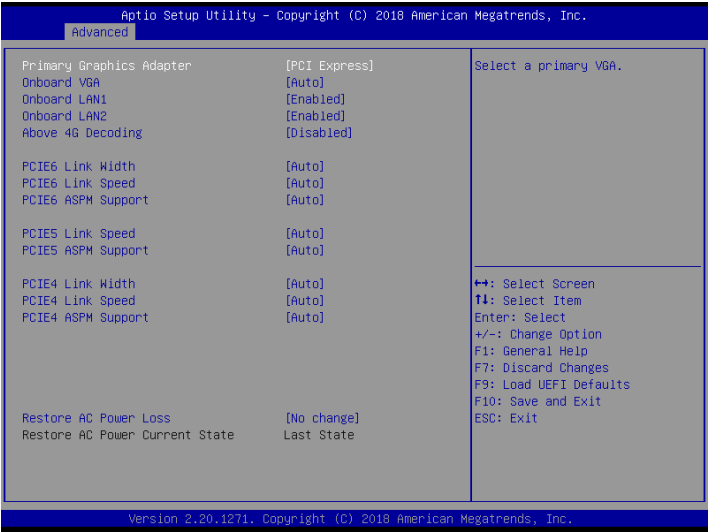 Aptio Setup Utility – Copyright (C) 2018 American Megatrends, Inc.
Advanced
Primary Graphics Adapter [PCI Express]
Onboard VGA [Auto]
Onboard LAN1 [Enabled]
Onboard LAN2 [Enabled]
Above 4G Decoding [Disabled]
PCIE6 Link Width [Auto]
PCIE6 Link Speed [Auto]
PCIE6 ASPM Support [Auto]
PCIE5 Link Speed [Auto]
PCIE5 ASPM Support [Auto]
PCIE4 Link Width [Auto]
PCIE4 Link Speed [Auto]
PCIE4 ASPM Support [Auto]
Restore AC Power Loss [No change]
Restore AC Power Current State Last State
Select a primary VGA.
↔: Select Screen
↑↓: Select Item
Enter: Select
+/-: Change Option
F1: General Help
F7: Discard Changes
F9: Load UEFI Defaults
F10: Save and Exit
ESC: Exit
Version 2.20.1271. Copyright (C) 2018 American Megatrends, Inc.